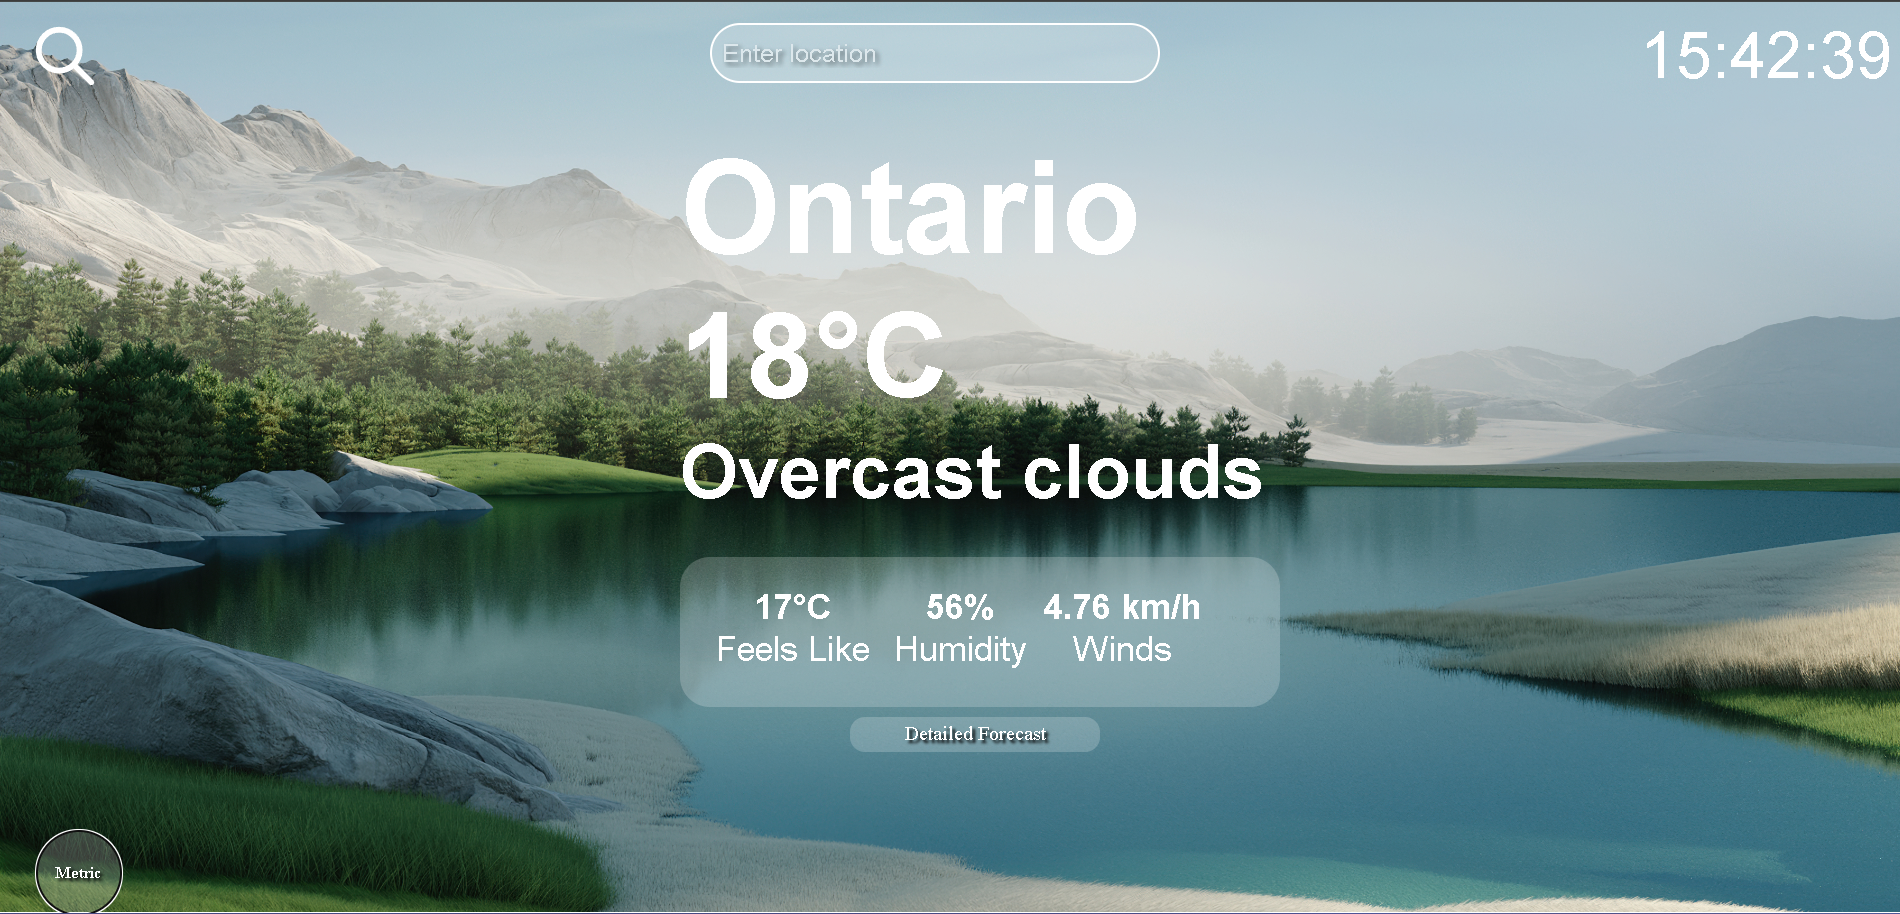 Enter location
15:42:39
Ontario
18°C
Overcast clouds
17°C 56% 4.76 km/h
Feels Like Humidity Winds
Detailed Forecast
Metric